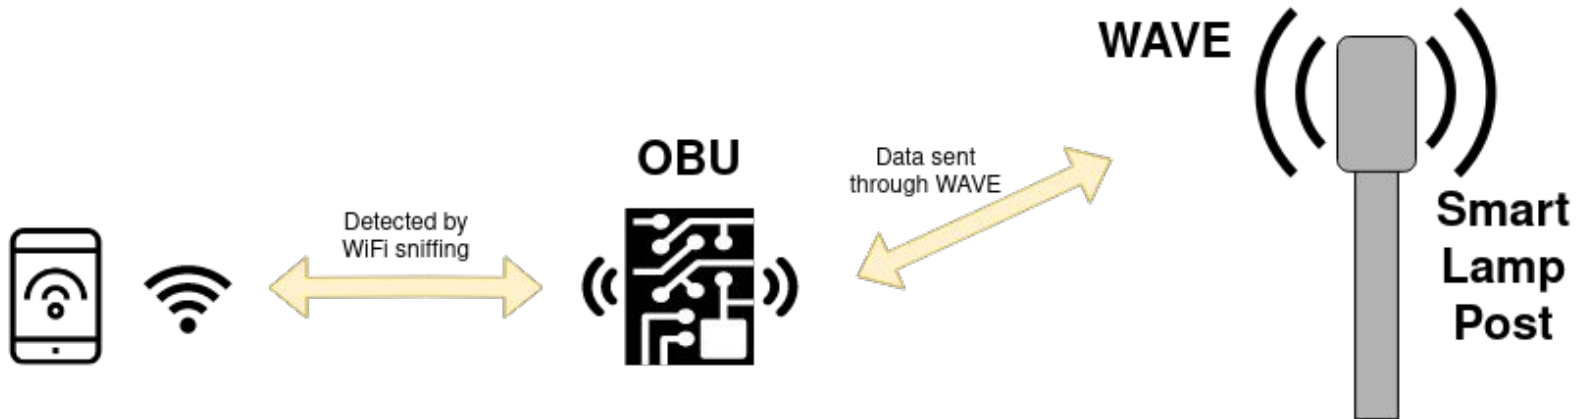 Detected by
WiFi sniffing
OBU
Data sent
through WAVE
WAVE
Smart
Lamp
Post